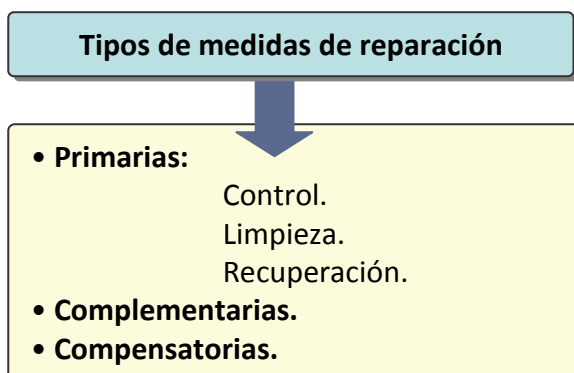 Tipos de medidas de reparación
• Primarias:
Control.
Limpieza.
Recuperación.
• Complementarias.
• Compensatorias.